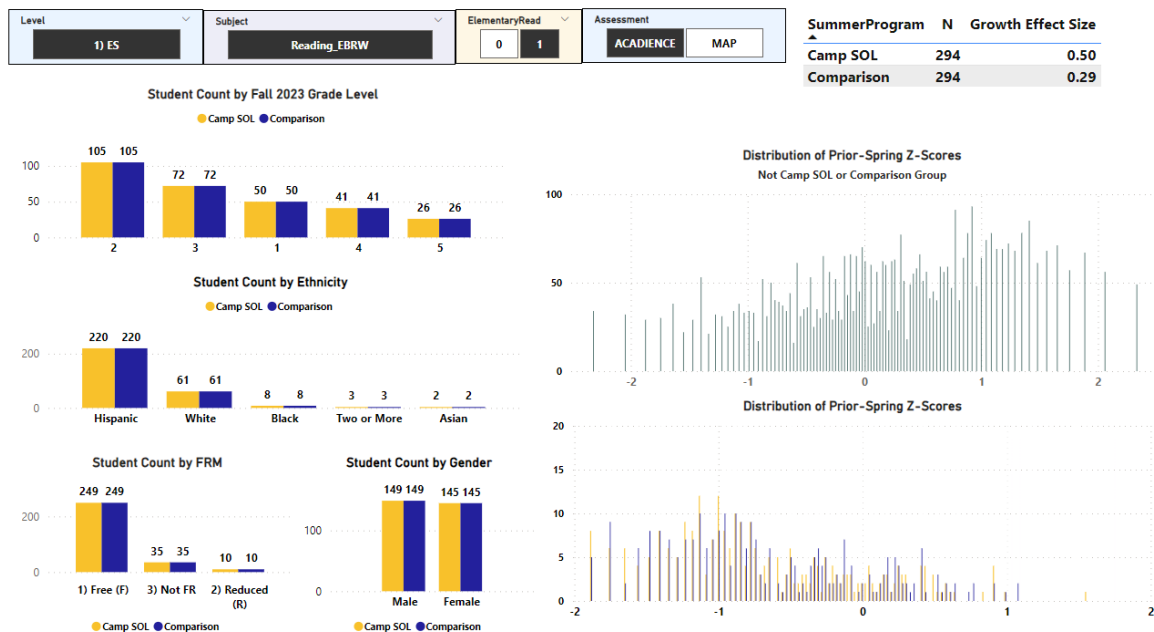 Level
1) ES
Subject
Reading_EBRW
ElementaryRead
0 1
Assessment
ACADIENCE MAP
SummerProgram N Growth Effect Size
Camp SOL 294 0.50
Comparison 294 0.29
Student Count by Fall 2023 Grade Level
Camp SOL Comparison
100
50
0
105 105
72 72
50 50
41 41
26 26
2 3 1 4 5
Student Count by Ethnicity
Camp SOL Comparison
200
0
220 220
61 61
8 8
3 3
2 2
Hispanic White Black Two or More Asian
Student Count by FRM
200
0
249 249
35 35
10 10
1) Free (F) 3) Not FR 2) Reduced
(R)
Camp SOL Comparison
Student Count by Gender
100
0
149 149
145 145
Male Female
Camp SOL Comparison
Distribution of Prior-Spring Z-Scores
Not Camp SOL or Comparison Group
100
50
0
-2 -1 0 1 2
Distribution of Prior-Spring Z-Scores
20
15
10
5
0
-2 -1 0 1 2